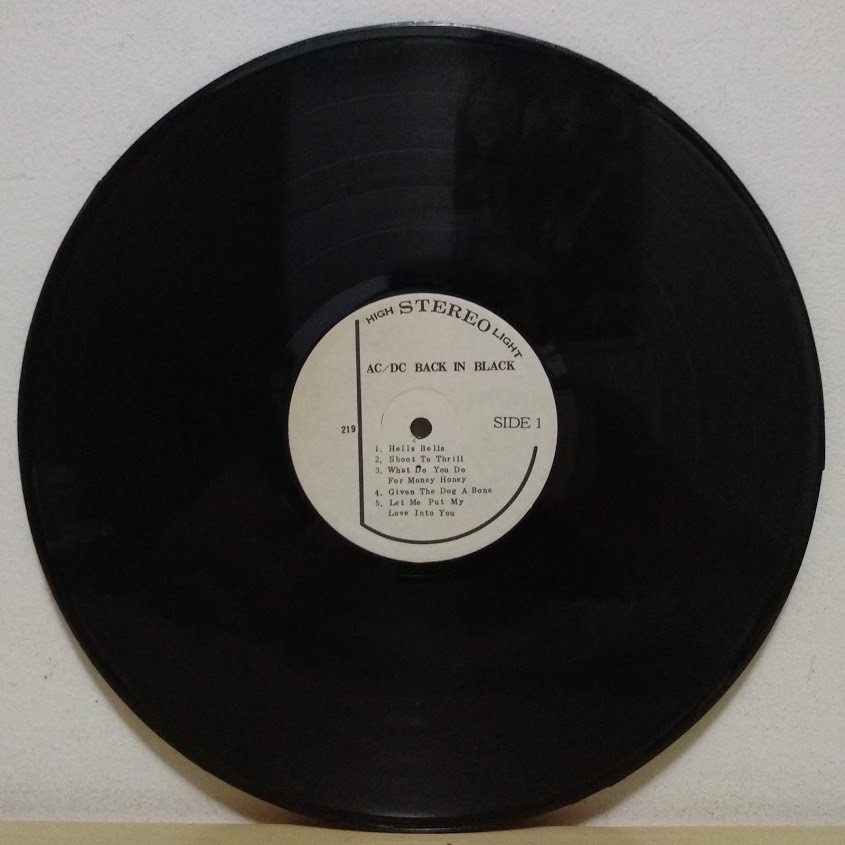 HIGH STEREO LIGHT
AC/DC BACK IN BLACK
219
SIDE 1
1. Hells Bells
2. Shoot To Thrill
3. What Do You Do
For Money Honey
4. Given The Dog A Bone
5. Let Me Put My
Love Into You